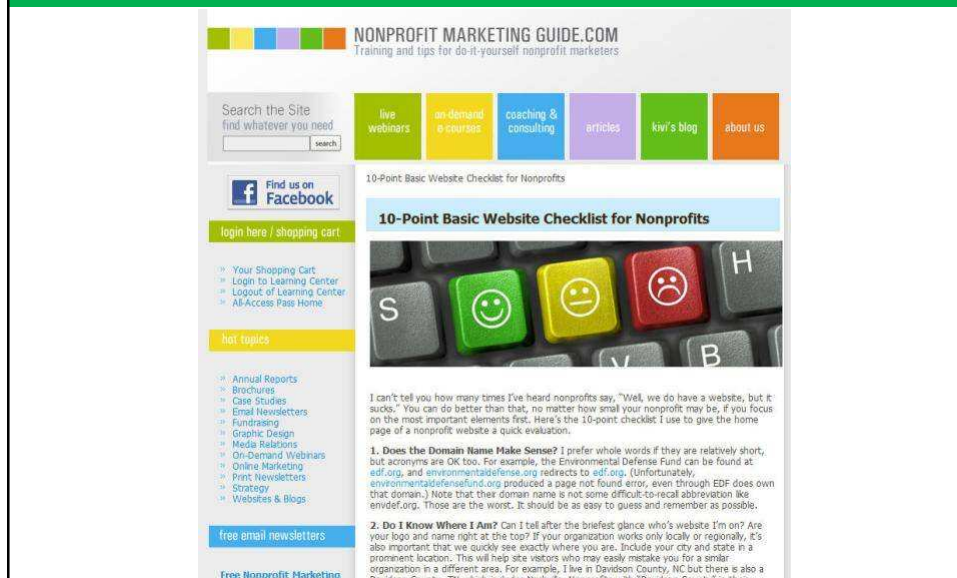 NONPROFIT MARKETING GUIDE.COM
Training and tips for do-it-yourself nonprofit marketers
Search the Site
find whatever you need
search
live
webinars
on-demand
e-courses
coaching &
consulting
articles
kivi's blog
about us
Find us on
Facebook
login here / shopping cart
» Your Shopping Cart
» Login to Learning Center
» Logout of Learning Center
» All-Access Pass Home
hot topics
» Annual Reports
» Brochures
» Case Studies
» Email Newsletters
» Fundraising
» Graphic Design
» Media Relations
» On-Demand Webinars
» Online Marketing
» Print Newsletters
» Strategy
» Websites & Blogs
free email newsletters
Free Nonprofit Marketing
10-Point Basic Website Checklist for Nonprofits
10-Point Basic Website Checklist for Nonprofits
S
H
V
B
I can't tell you how many times I've heard nonprofits say, "Well, we do have a website, but it
sucks." You can do better than that, no matter how small your nonprofit may be, if you focus
on the most important elements first. Here's the 10-point checklist I use to give the home
page of a nonprofit website a quick evaluation.
1. Does the Domain Name Make Sense? I prefer whole words if they are relatively short,
but acronyms are OK too. For example, the Environmental Defense Fund can be found at
edf.org, and environmentaldefense.org redirects to edf.org. (Unfortunately,
environmentaldefensefund.org produced a page not found error, even through EDF does own
that domain.) Note that their domain name is not some difficult-to-recall abbreviation like
envdef.org. Those are the worst. It should be as easy to guess and remember as possible.
2. Do I Know Where I Am? Can I tell after the briefest glance who's website I'm on? Are
your logo and name right at the top? If your organization works only locally or regionally, it's
also important that we quickly see exactly where you are. Include your city and state in a
prominent location. This will help site vistors who may easily mistake you for a similar
organization in a different area. For example, I live in Davidson County, NC but there is also a